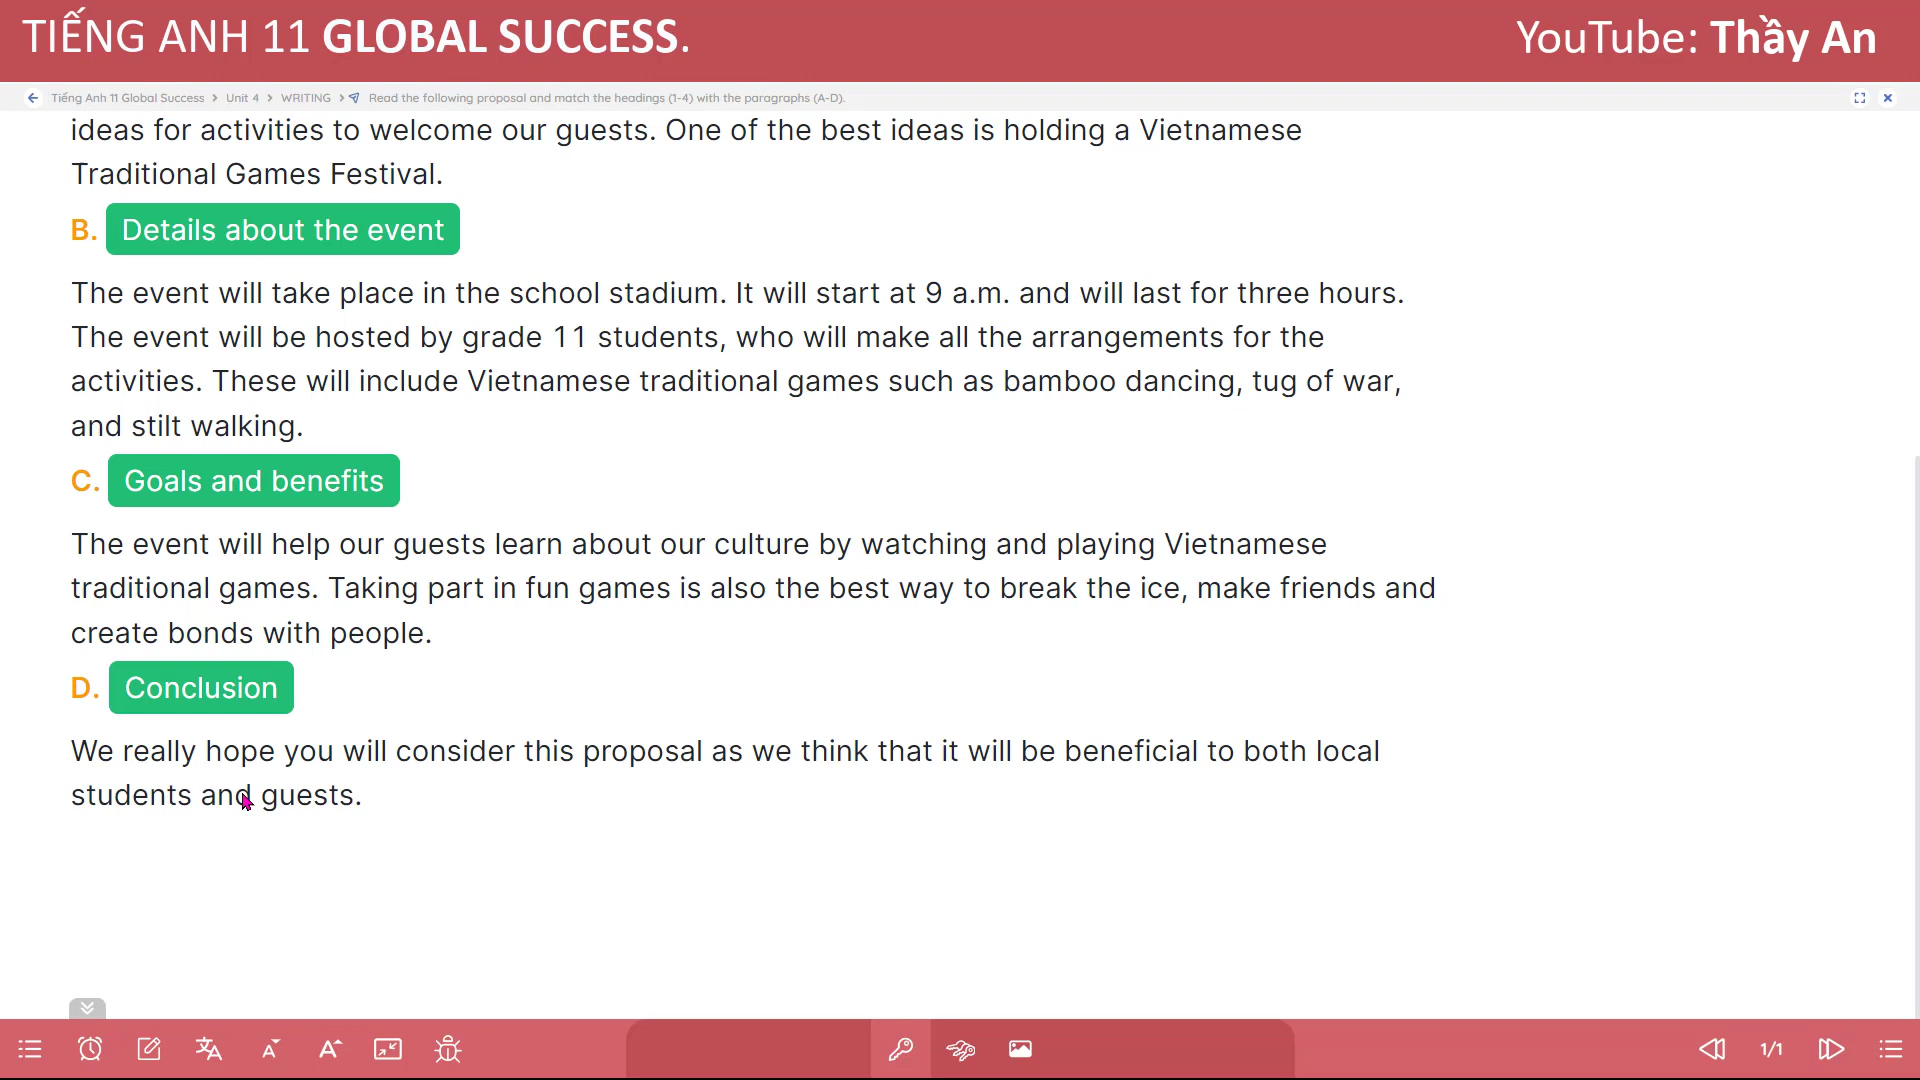 TIẾNG ANH 11 GLOBAL SUCCESS.
YouTube: Thầy An
Tiếng Anh 11 Global Success > Unit 4 > WRITING > Read the following proposal and match the headings (1-4) with the paragraphs (A-D).
ideas for activities to welcome our guests. One of the best ideas is holding a Vietnamese
Traditional Games Festival.
B. Details about the event
The event will take place in the school stadium. It will start at 9 a.m. and will last for three hours.
The event will be hosted by grade 11 students, who will make all the arrangements for the
activities. These will include Vietnamese traditional games such as bamboo dancing, tug of war,
and stilt walking.
C. Goals and benefits
The event will help our guests learn about our culture by watching and playing Vietnamese
traditional games. Taking part in fun games is also the best way to break the ice, make friends and
create bonds with people.
D. Conclusion
We really hope you will consider this proposal as we think that it will be beneficial to both local
students and guests.
1/1